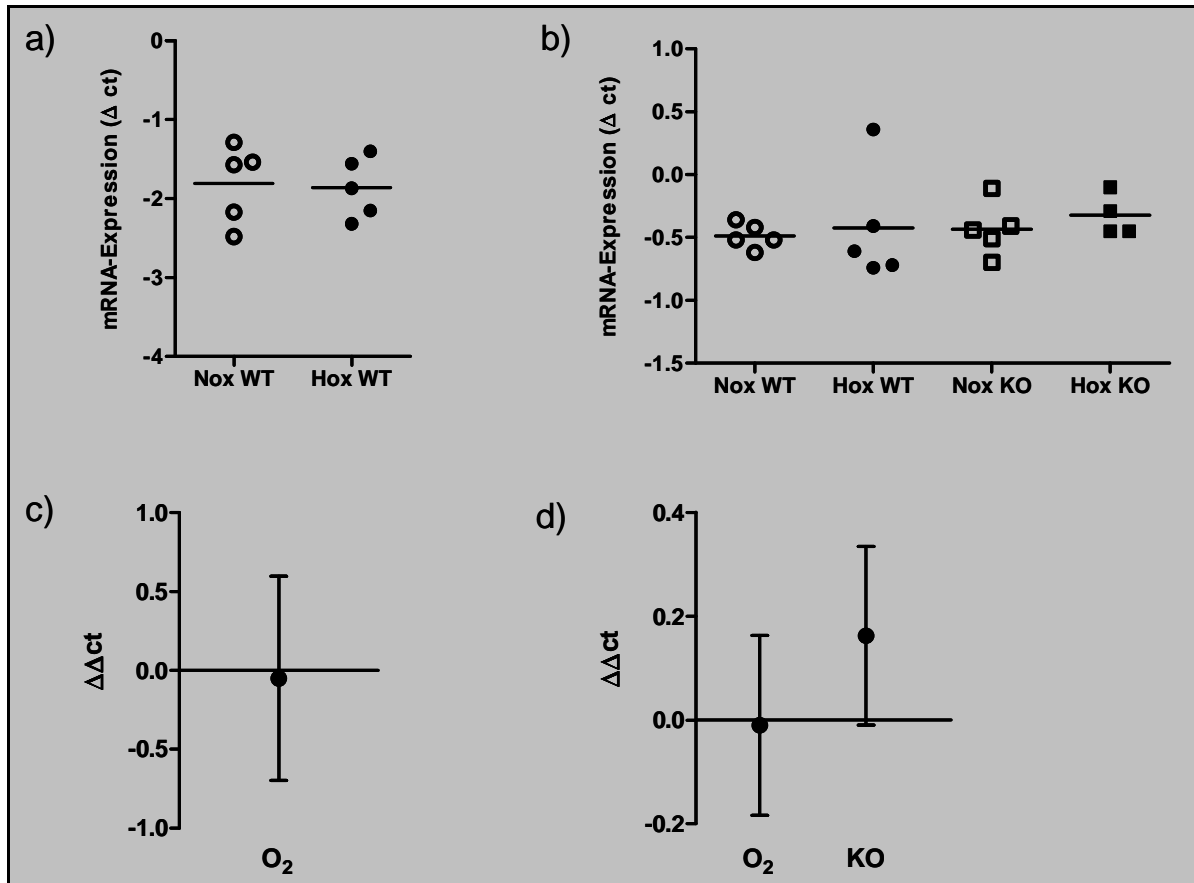 a)
mRNA-Expression (Δ ct)
0
-1
-2
-3
-4
Nox WT Hox WT
b)
mRNA-Expression (Δ ct)
1.0
0.5
0.0
-0.5
-1.0
-1.5
Nox WT Hox WT Nox KO Hox KO
c)
ΔΔct
1.0
0.5
0.0
-0.5
-1.0
O₂
d)
ΔΔct
0.4
0.2
0.0
-0.2
O₂ KO